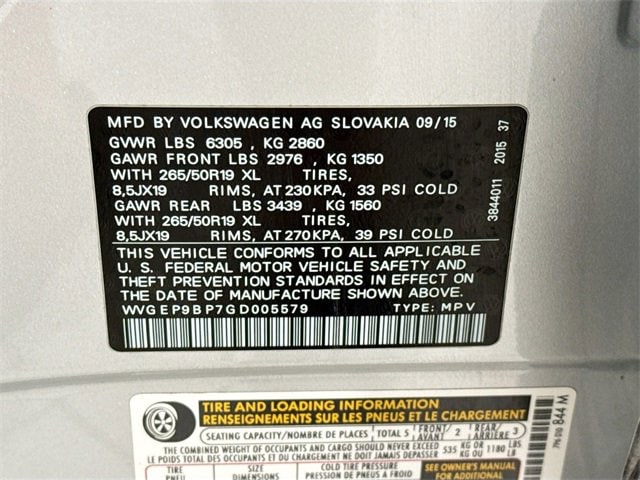 MFD BY VOLKSWAGEN AG SLOVAKIA 09/15
GVWR LBS 6305 , KG 2860
GAWR FRONT LBS 2976 , KG 1350
WITH 265/50R19 XL TIRES,
8,5JX19 RIMS, AT 230 KPA, 33 PSI COLD
GAWR REAR LBS 3439 , KG 1560
WITH 265/50R19 XL TIRES,
8,5JX19 RIMS, AT 270 KPA, 39 PSI COLD
THIS VEHICLE CONFORMS TO ALL APPLICABLE
U. S. FEDERAL MOTOR VEHICLE SAFETY AND
THEFT PREVENTION STANDARDS IN EFFECT ON
DATE OF MANUFACTURE SHOWN ABOVE.
WVGEP9BP7GD005579 TYPE: MPV
3844011 2015 37
TIRE AND LOADING INFORMATION
RENSEIGNEMENTS SUR LES PNEUS ET LE CHARGEMENT
SEATING CAPACITY/NOMBRE DE PLACES TOTAL 5 FRONT/AVANT 2 REAR/ARRIÈRE 3
THE COMBINED WEIGHT OF OCCUPANTS AND CARGO SHOULD NEVER EXCEED 535 KG OR 1180 LBS
LE POIDS TOTAL DES OCCUPANTS ET DU CHARGEMENT NE DOIT JAMAIS DÉPASSER KG OU LB
TIRE SIZE COLD TIRE PRESSURE SEE OWNER'S MANUAL
PNEU DIMENSIONS PRESSION DES PNEUS À FROID FOR ADDITIONAL
844 M